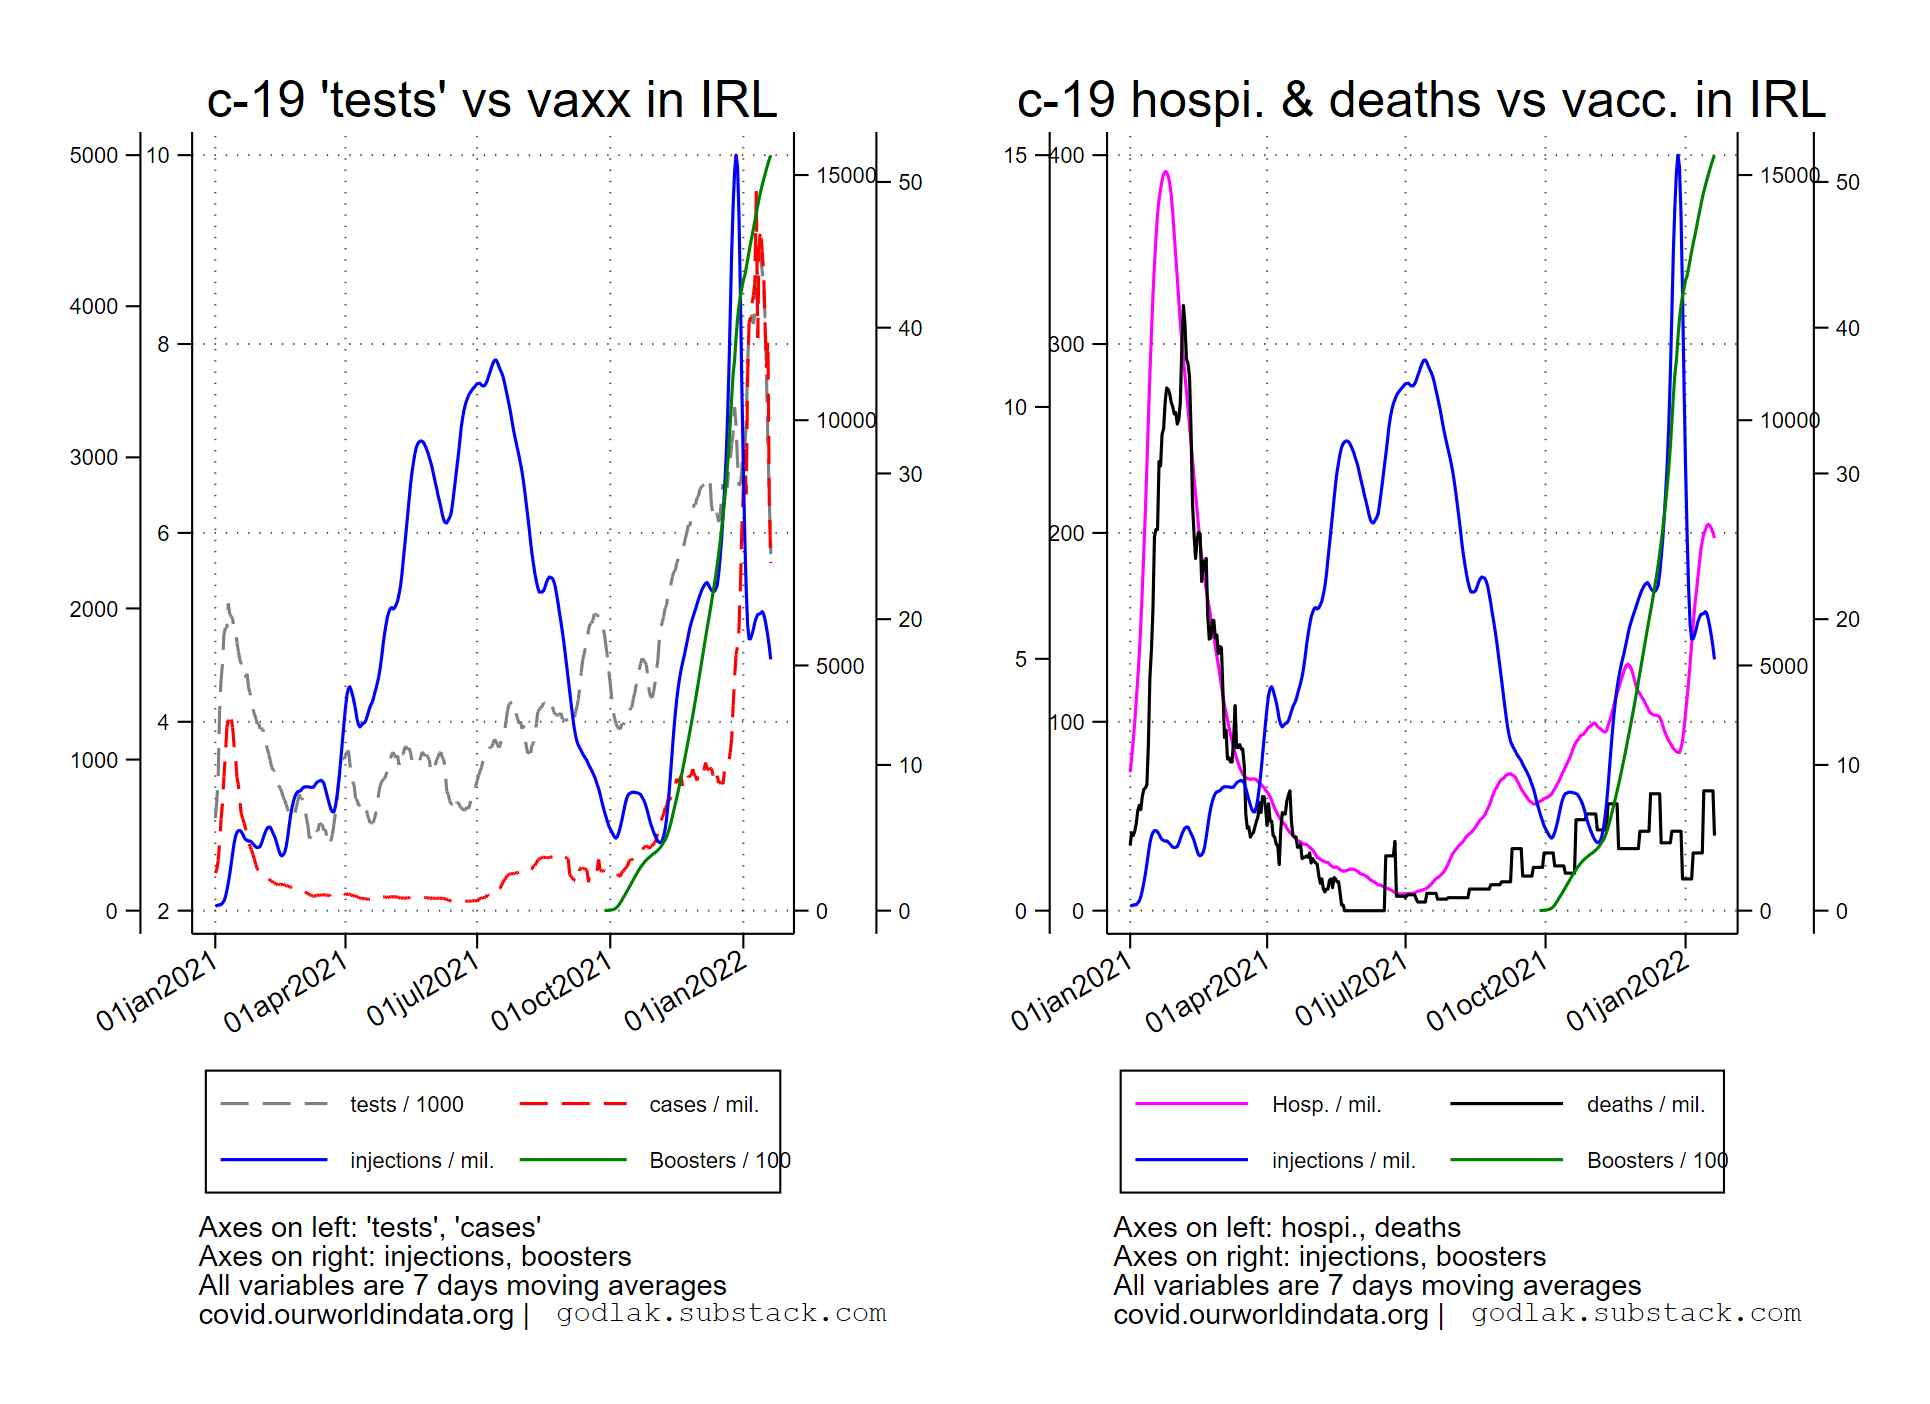 c-19 'tests' vs vaxx in IRL
5000
4000
3000
2000
1000
0
10
8
6
4
2
15000
10000
5000
0
50
40
30
20
10
0
01jan2021
01apr2021
01jul2021
01oct2021
01jan2022
tests / 1000
cases / mil.
injections / mil.
Boosters / 100
Axes on left: 'tests', 'cases'
Axes on right: injections, boosters
All variables are 7 days moving averages
covid.ourworldindata.org | godlak.substack.com
c-19 hospi. & deaths vs vacc. in IRL
15
10
5
0
400
300
200
100
0
15000
10000
5000
0
50
40
30
20
10
0
01jan2021
01apr2021
01jul2021
01oct2021
01jan2022
Hosp. / mil.
deaths / mil.
injections / mil.
Boosters / 100
Axes on left: hospi., deaths
Axes on right: injections, boosters
All variables are 7 days moving averages
covid.ourworldindata.org | godlak.substack.com